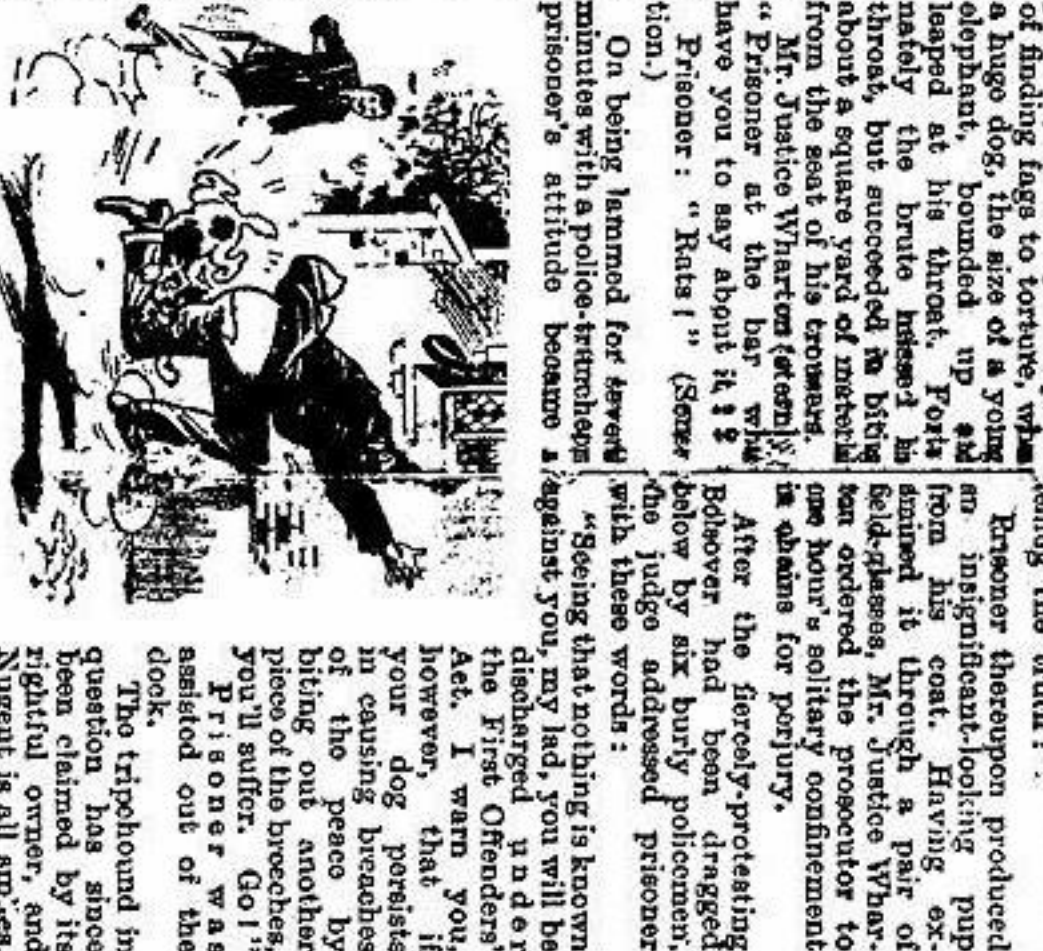 of finding fags to torture, when
a huge dog, the size of a young
elephant, bounded up and
leaped at his throat. Fortu-
nately the brute missed his
throat, but succeeded in biting
about a square yard of material
from the seat of his trousers.
Mr. Justice Wharton (sternly):
"Prisoner at the bar what
have you to say about it??
Prisoner: "Rats!" (Sensa-
tion.)
On being lammed for seven
minutes with a police-truncheon
prisoner's attitude became
Prisoner thereupon produced
an insignificant-looking pup
from his coat. Having ex-
amined it through a pair of
field-glasses, Mr. Justice Whar-
ton ordered the prosecutor to
one hour's solitary confinement
in chains for perjury.
After the fiercely-protesting
Bolsover had been dragged
below by six burly policemen,
the judge addressed prisoner
with these words:
"Seeing that nothing is known
against you, my lad, you will be
discharged under
the First Offenders'
Act. I warn you,
however, that if
your dog persists
in causing breaches
of the peace by
biting out another
piece of the breeches,
you'll suffer. Go!"
Prisoner was
assisted out of the
dock.
The tripehound in
question has since
been claimed by its
rightful owner, and
Nugent is all